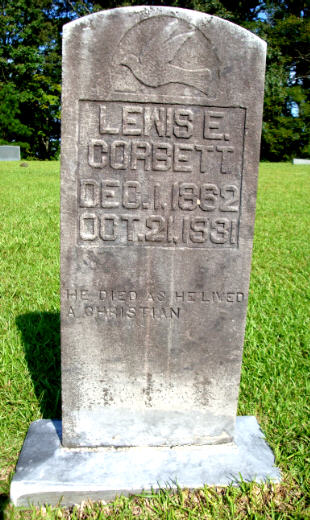 LEWIS E.
CORBETT
DEC. 1, 1862
OCT. 21, 1931
HE DIED AS HE LIVED
A CHRISTIAN